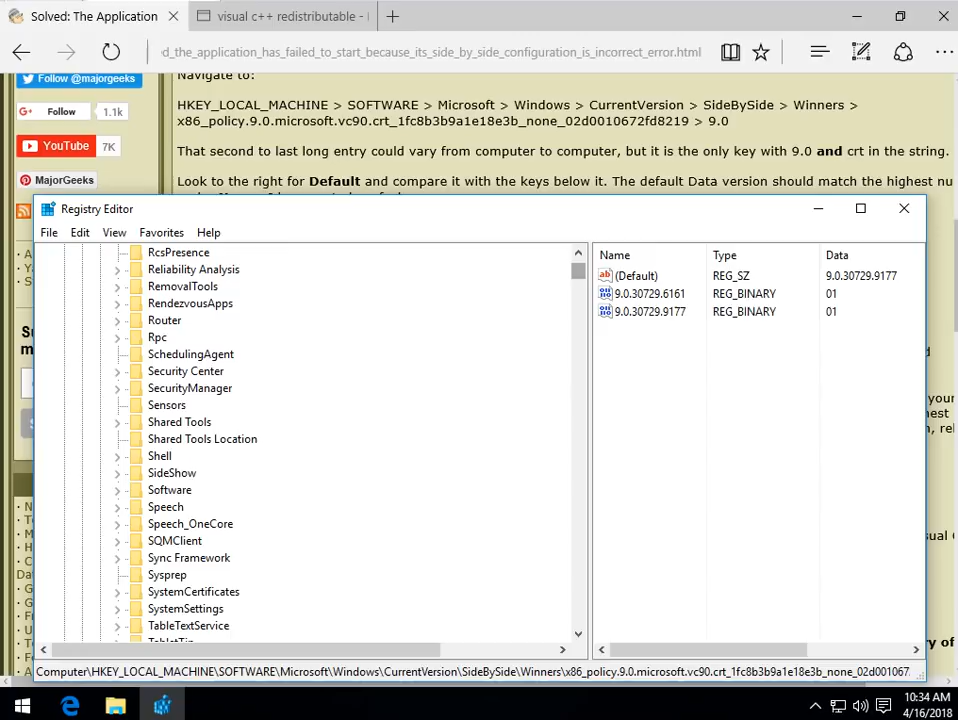 Solved: The Application
visual c++ redistributable -
d_the_application_has_failed_to_start_because_its_side_by_side_configuration_is_incorrect_error.html
Follow @majorgeeks
Follow 1.1k
YouTube 7K
MajorGeeks
Navigate to:
HKEY_LOCAL_MACHINE > SOFTWARE > Microsoft > Windows > CurrentVersion > SideBySide > Winners >
x86_policy.9.0.microsoft.vc90.crt_1fc8b3b9a1e18e3b_none_02d0010672fd8219 > 9.0
That second to last long entry could vary from computer to computer, but it is the only key with 9.0 and crt in the string.
Look to the right for Default and compare it with the keys below it. The default Data version should match the highest nu
Registry Editor
File Edit View Favorites Help
RcsPresence
Reliability Analysis
RemovalTools
RendezvousApps
Router
Rpc
SchedulingAgent
Security Center
SecurityManager
Sensors
Shared Tools
Shared Tools Location
Shell
SideShow
Software
Speech
Speech_OneCore
SQMClient
Sync Framework
Sysprep
SystemCertificates
SystemSettings
TableTextService
Name Type Data
(Default) REG_SZ 9.0.30729.9177
9.0.30729.6161 REG_BINARY 01
9.0.30729.9177 REG_BINARY 01
Computer\HKEY_LOCAL_MACHINE\SOFTWARE\Microsoft\Windows\CurrentVersion\SideBySide\Winners\x86_policy.9.0.microsoft.vc90.crt_1fc8b3b9a1e18e3b_none_02d001067
10:34 AM
4/16/2018